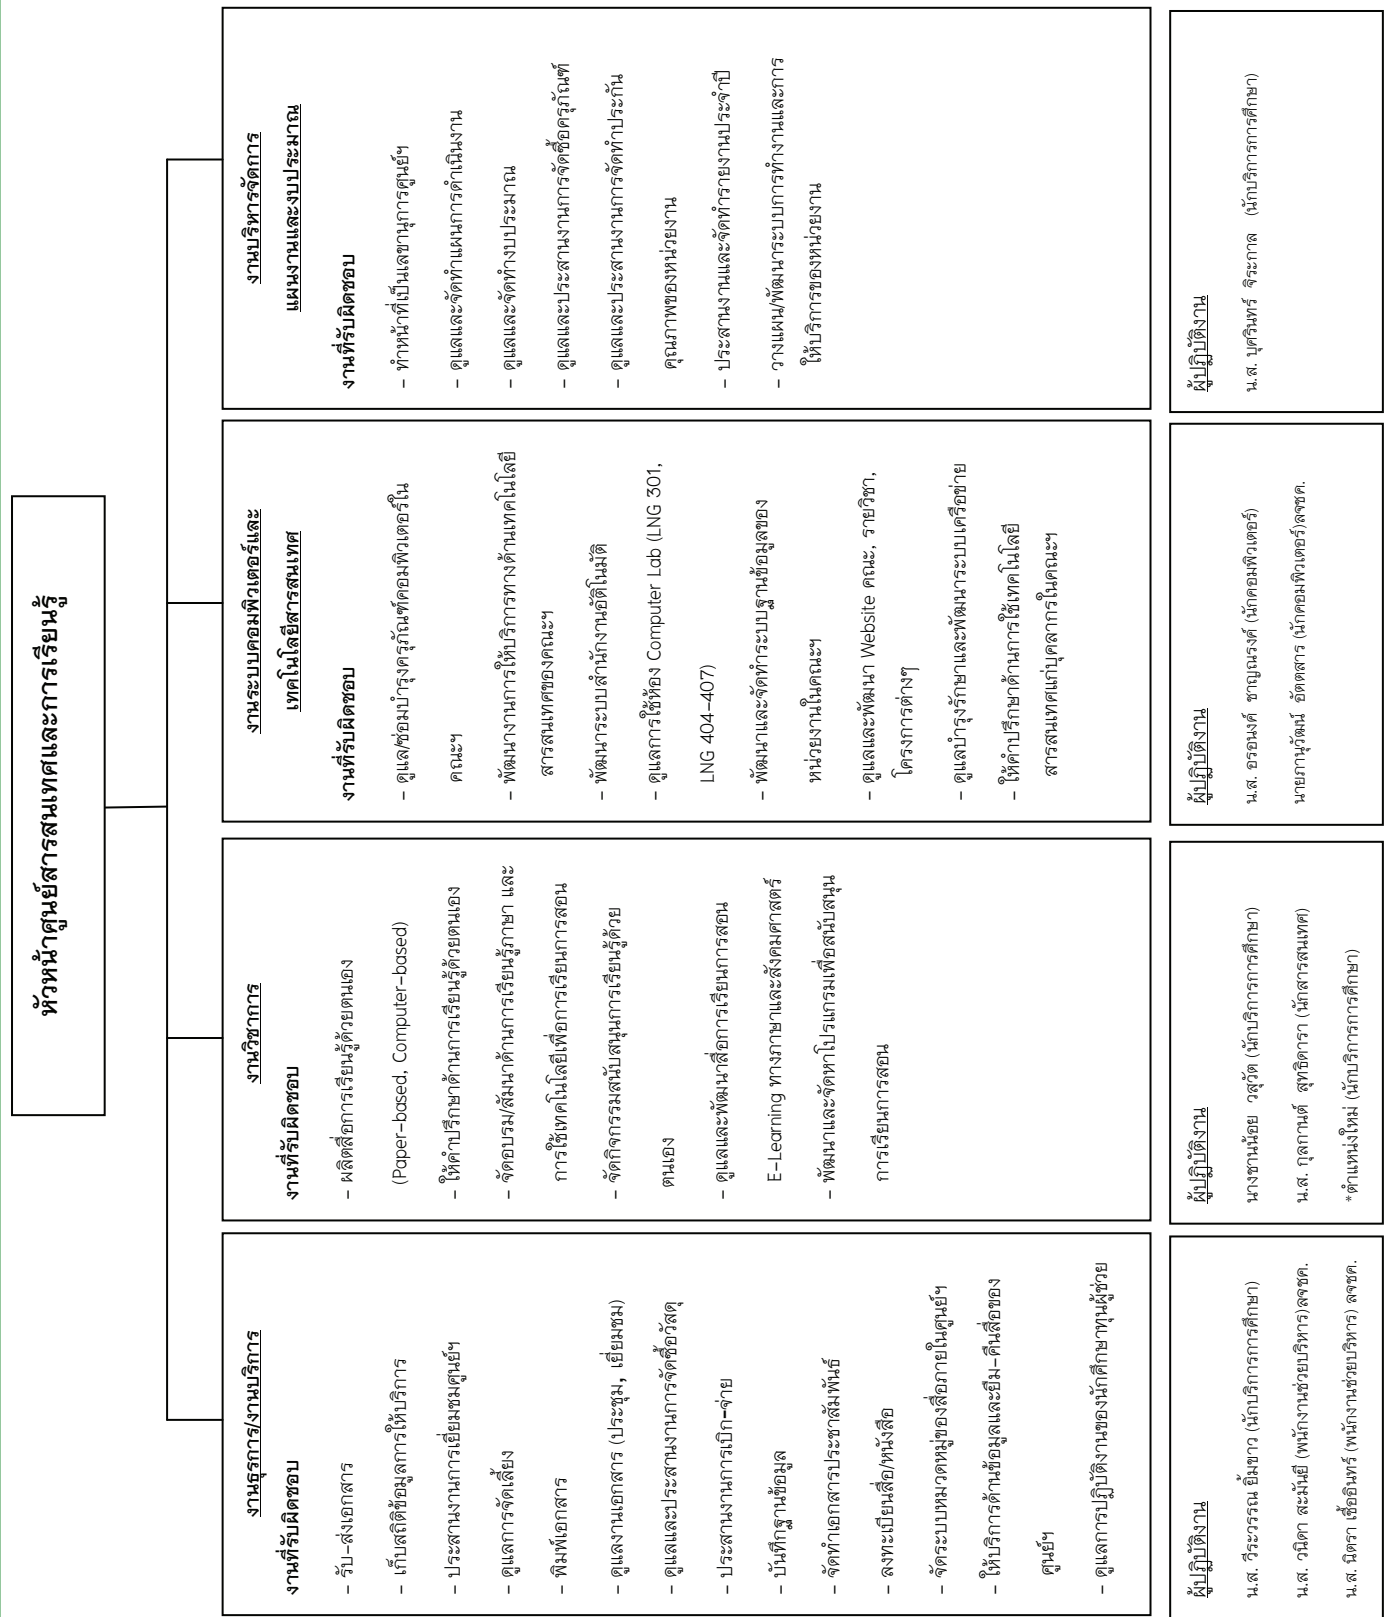 หัวหน้าศูนย์สารสนเทศและการเรียนรู้
งานธุรการ/งานบริการ
งานที่รับผิดชอบ
- รับ-ส่งเอกสาร
- เก็บสถิติข้อมูลการให้บริการ
- ประสานงานการเยี่ยมชมศูนย์ฯ
- ดูแลการจัดเลี้ยง
- พิมพ์เอกสาร
- ดูแลงานเอกสาร (ประชุม, เยี่ยมชม)
- ดูแลและประสานงานการจัดซื้อวัสดุ
- ประสานงานการเบิก-จ่าย
- บันทึกฐานข้อมูล
- จัดทำเอกสารประชาสัมพันธ์
- ลงทะเบียนสื่อ/หนังสือ
- จัดระบบหมวดหมู่ของสื่อภายในศูนย์ฯ
- ให้บริการด้านข้อมูลและยืม-คืนสื่อของ
ศูนย์ฯ
- ดูแลการปฏิบัติงานของนักศึกษาทุนผู้ช่วย
ผู้ปฏิบัติงาน
น.ส. วีระวรรณ ยิ้มขาว (นักบริการการศึกษา)
น.ส. วนิดา สะมันยี (พนักงานช่วยบริหาร)ลจชค.
น.ส. นิตรา เชื้ออินทร์ (พนักงานช่วยบริหาร) ลจชค.
งานวิชาการ
งานที่รับผิดชอบ
- ผลิตสื่อการเรียนรู้ด้วยตนเอง
(Paper-based, Computer-based)
- ให้คำปรึกษาด้านการเรียนรู้ด้วยตนเอง
- จัดอบรม/สัมนาด้านการเรียนรู้ภาษา และ
การใช้เทคโนโลยีเพื่อการเรียนการสอน
- จัดกิจกรรมสนับสนุนการเรียนรู้ด้วย
ตนเอง
- ดูแลและพัฒนาสื่อการเรียนการสอน
E-Learning ทางภาษาและสังคมศาสตร์
- พัฒนาและจัดหาโปรแกรมเพื่อสนับสนุน
การเรียนการสอน
ผู้ปฏิบัติงาน
นางชานน้อย วสุวัต (นักบริการการศึกษา)
น.ส. กุลกานต์ สุทธิดารา (นักสารสนเทศ)
*ตำแหน่งใหม่ (นักบริการการศึกษา)
งานระบบคอมพิวเตอร์และ
เทคโนโลยีสารสนเทศ
งานที่รับผิดชอบ
- ดูแล/ซ่อมบำรุงครุภัณฑ์คอมพิวเตอร์ใน
คณะฯ
- พัฒนางานการให้บริการทางด้านเทคโนโลยี
สารสนเทศของคณะฯ
- พัฒนาระบบสำนักงานอัติโนมัติ
- ดูแลการใช้ห้อง Computer Lab (LNG 301,
LNG 404-407)
- พัฒนาและจัดทำระบบฐานข้อมูลของ
หน่วยงานในคณะฯ
- ดูแลและพัฒนา Website คณะ, รายวิชา,
โครงการต่างๆ
- ดูแลบำรุงรักษาและพัฒนาระบบเครือข่าย
- ให้คำปรึกษาด้านการใช้เทคโนโลยี
สารสนเทศแก่บุคลากรในคณะฯ
ผู้ปฏิบัติงาน
น.ส. อรอนงค์ ชาญณรงค์ (นักคอมพิวเตอร์)
นายภานุวัฒน์ อัตตสาร (นักคอมพิวเตอร์)ลจชค.
งานบริหารจัดการ
แผนงานและงบประมาณ
งานที่รับผิดชอบ
- ทำหน้าที่เป็นเลขานุการศูนย์ฯ
- ดูแลและจัดทำแผนการดำเนินงาน
- ดูแลและจัดทำงบประมาณ
- ดูแลและประสานงานการจัดซื้อครุภัณฑ์
- ดูแลและประสานงานการจัดทำประกัน
คุณภาพของหน่วยงาน
- ประสานงานและจัดทำรายงานประจำปี
- วางแผน/พัฒนาระบบการทำงานและการ
ให้บริการของหน่วยงาน
ผู้ปฏิบัติงาน
น.ส. บุศรินทร์ จิระกาล (นักบริการการศึกษา)